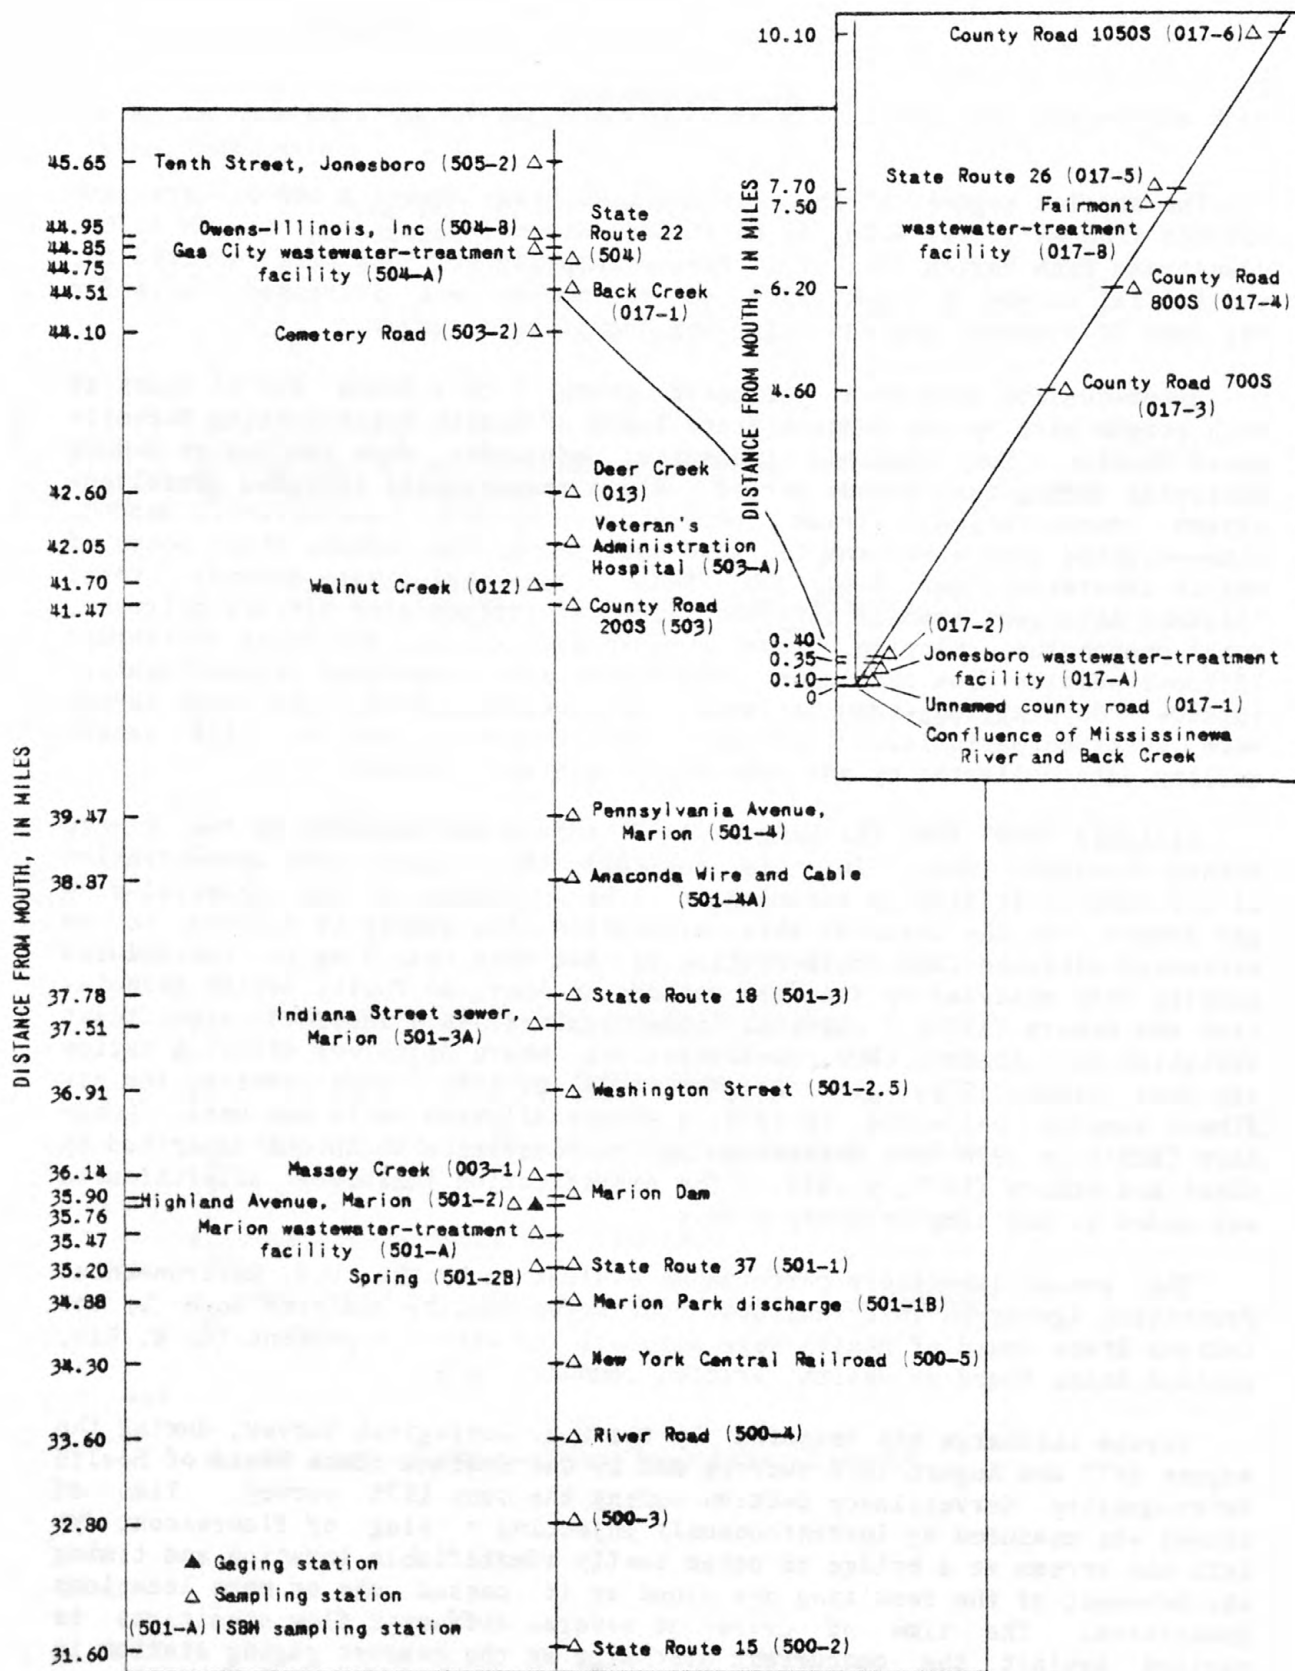 10.10 County Road 1050S (017-6)
45.65 Tenth Street, Jonesboro (505-2)
44.95 Owens-Illinois, Inc (504-B)
44.85 Gas City wastewater-treatment
facility (504-A)
44.75
State
Route 22
(504)
44.51
Back Creek
(017-1)
44.10 Cemetery Road (503-2)
42.60
Deer Creek
(013)
42.05
Veteran's
Administration
Hospital (503-A)
41.70 Walnut Creek (012)
41.47
County Road
200S (503)
DISTANCE FROM MOUTH, IN MILES
7.70 State Route 26 (017-5)
7.50 Fairmont
wastewater-treatment
facility (017-B)
6.20
County Road
800S (017-4)
4.60 County Road 700S
(017-3)
0.40 (017-2)
0.35 Jonesboro wastewater-treatment
facility (017-A)
0.10 Unnamed county road (017-1)
0 Confluence of Mississinewa
River and Back Creek
DISTANCE FROM MOUTH, IN MILES
39.47 Pennsylvania Avenue,
Marion (501-4)
38.87 Anaconda Wire and Cable
(501-4A)
37.78 State Route 18 (501-3)
37.51 Indiana Street sewer,
Marion (501-3A)
36.91 Washington Street (501-2.5)
36.14 Massey Creek (003-1)
35.90 Marion Dam
35.76 Highland Avenue, Marion (501-2)
35.47 Marion wastewater-treatment
facility (501-A)
35.20 Spring (501-2B) State Route 37 (501-1)
34.88 Marion Park discharge (501-1B)
34.30 New York Central Railroad (500-5)
33.60 River Road (500-4)
32.80 (500-3)
Gaging station
Sampling station
(501-A) ISBH sampling station
31.60 State Route 15 (500-2)